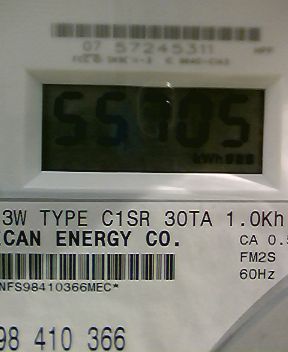 07 57245311
55705
kWh
3W TYPE C1SR 30TA 1.0Kh
CAN ENERGY CO.
CA 0.5
FM2S
60Hz
NFS98410366MEC*
98 410 366